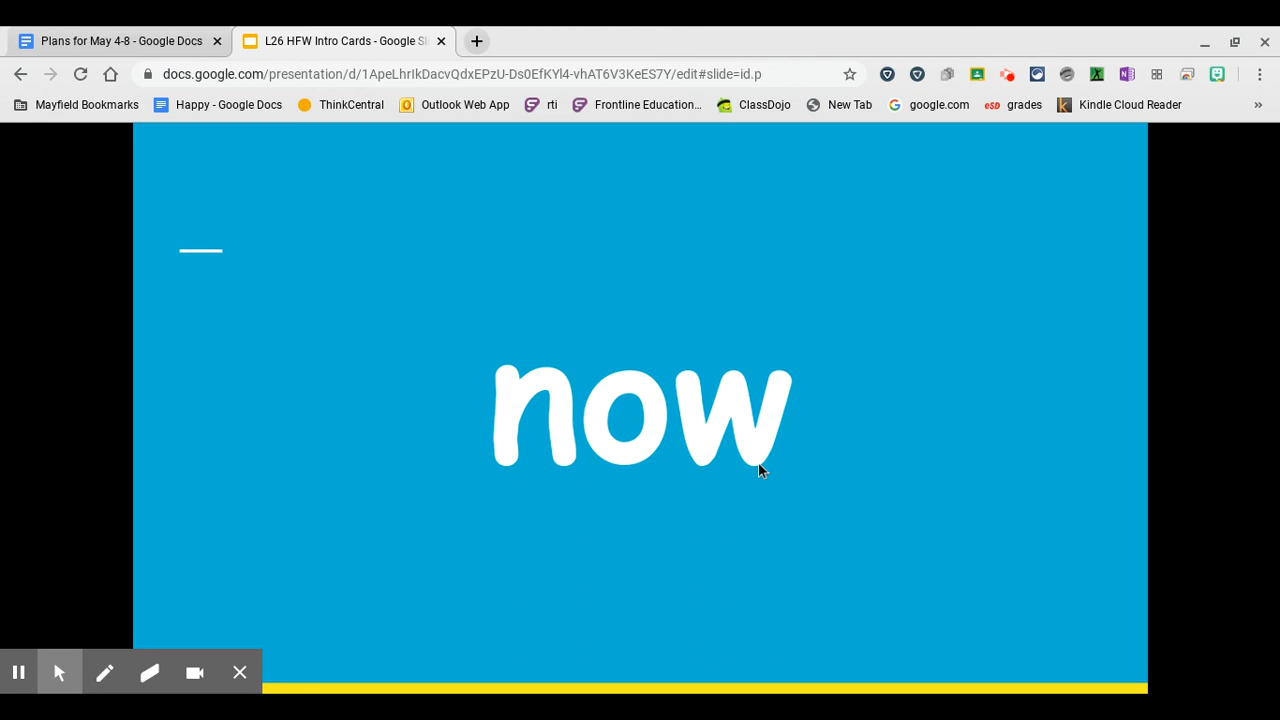 Plans for May 4-8 - Google Docs
L26 HFW Intro Cards - Google Sl
docs.google.com/presentation/d/1ApeLhrIkDacvQdxEPzU-Ds0EfKYl4-vhAT6V3KeES7Y/edit#slide=id.p
Mayfield Bookmarks Happy - Google Docs ThinkCentral Outlook Web App rti Frontline Education... ClassDojo New Tab google.com esd grades Kindle Cloud Reader »
now